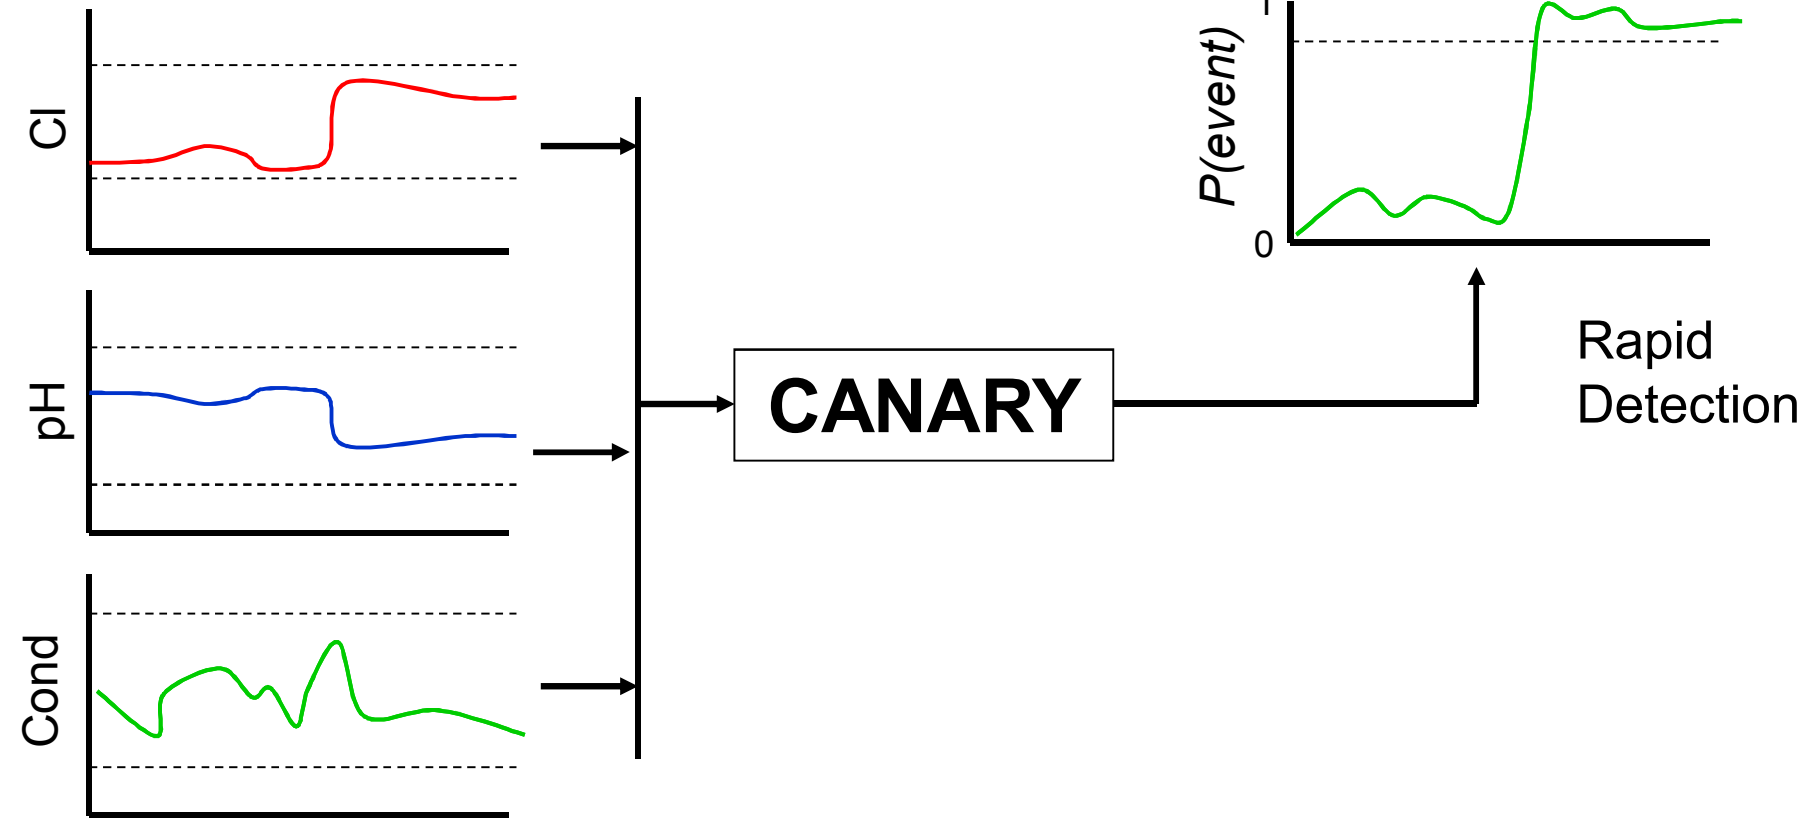 Cl
pH
Cond
CANARY
P(event)
0
Rapid
Detection